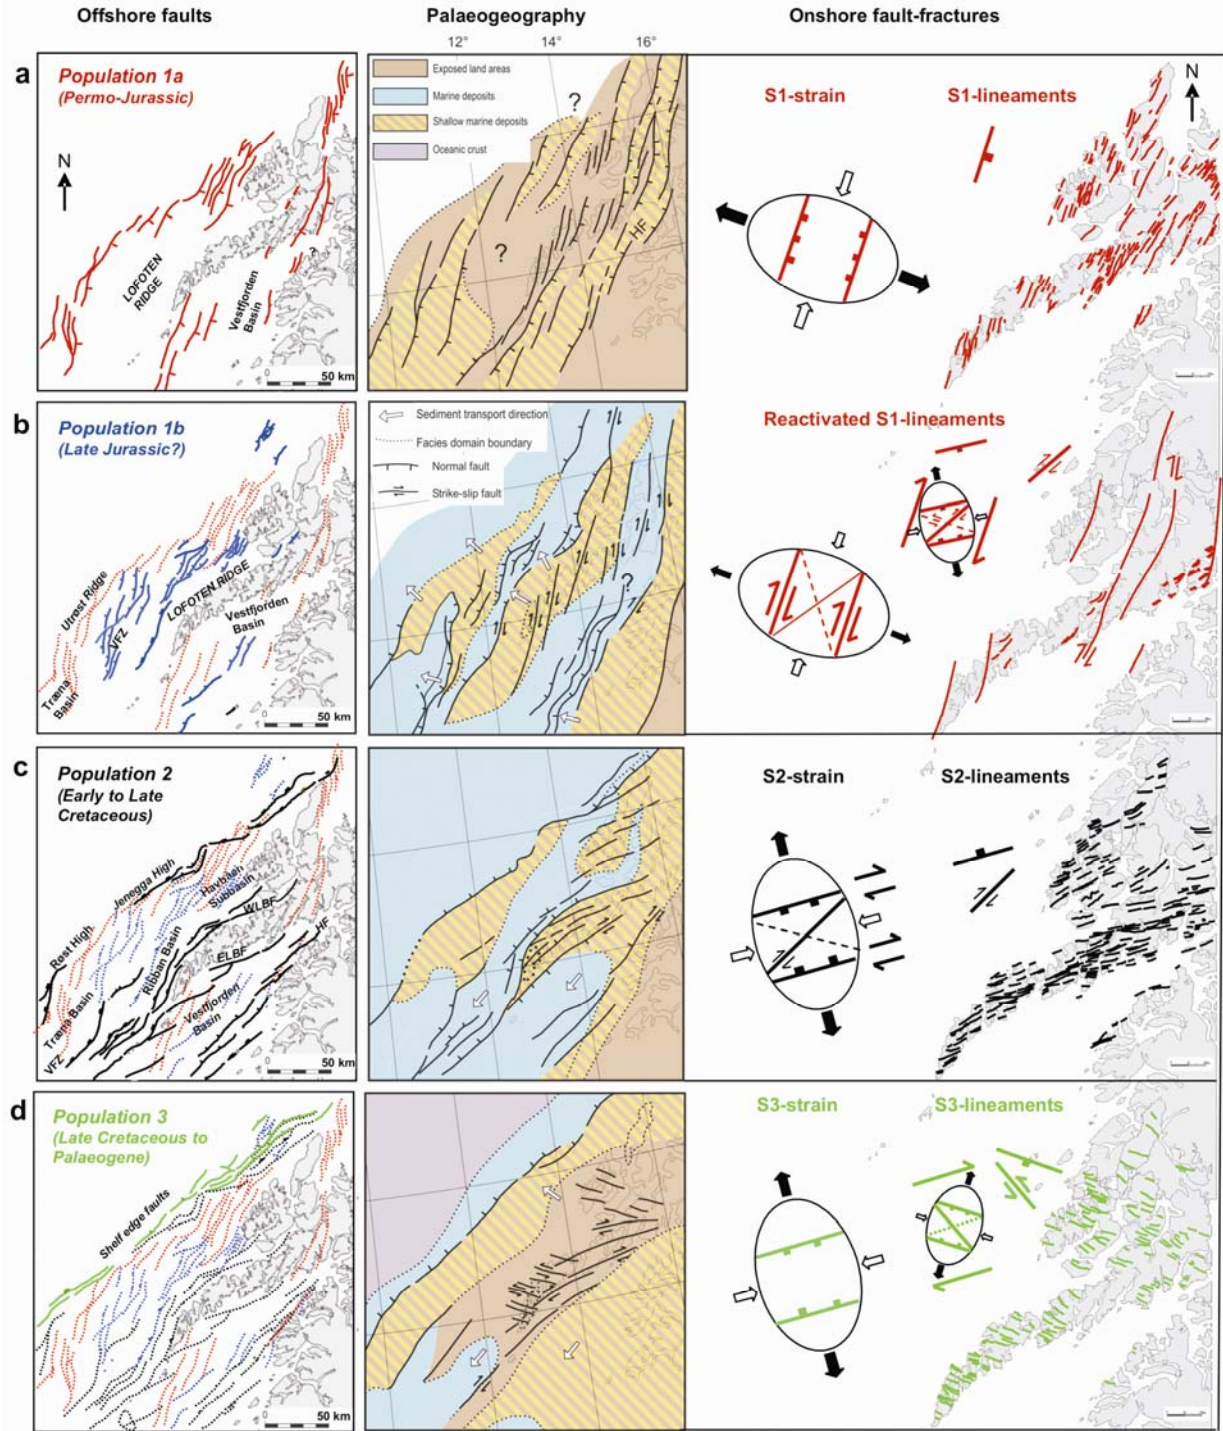 Offshore faults
Palaeogeography
Onshore fault-fractures
12°
14°
16°
a
Population 1a
(Permo-Jurassic)
N
LOFOTEN
RIDGE
Vestfjorden
Basin
?
0
50 km
Exposed land areas
Marine deposits
Shallow marine deposits
Oceanic crust
?
?
HF
S1-strain
S1-lineaments
N
b
Population 1b
(Late Jurassic?)
Utrøst Ridge
VFZ
LOFOTEN RIDGE
Vestfjorden
Basin
Træna
Basin
0
50 km
Sediment transport direction
Facies domain boundary
Normal fault
Strike-slip fault
?
Reactivated S1-lineaments
c
Population 2
(Early to Late
Cretaceous)
Jenegga High
Havbåen
Subbasin
WLBF
Røst High
Ribban Basin
ELBF
HF
Træna Basin
Vestfjorden
Basin
VFZ
0
50 km
S2-strain
S2-lineaments
d
Population 3
(Late Cretaceous to
Palaeogene)
Shelf edge faults
0
50 km
S3-strain
S3-lineaments